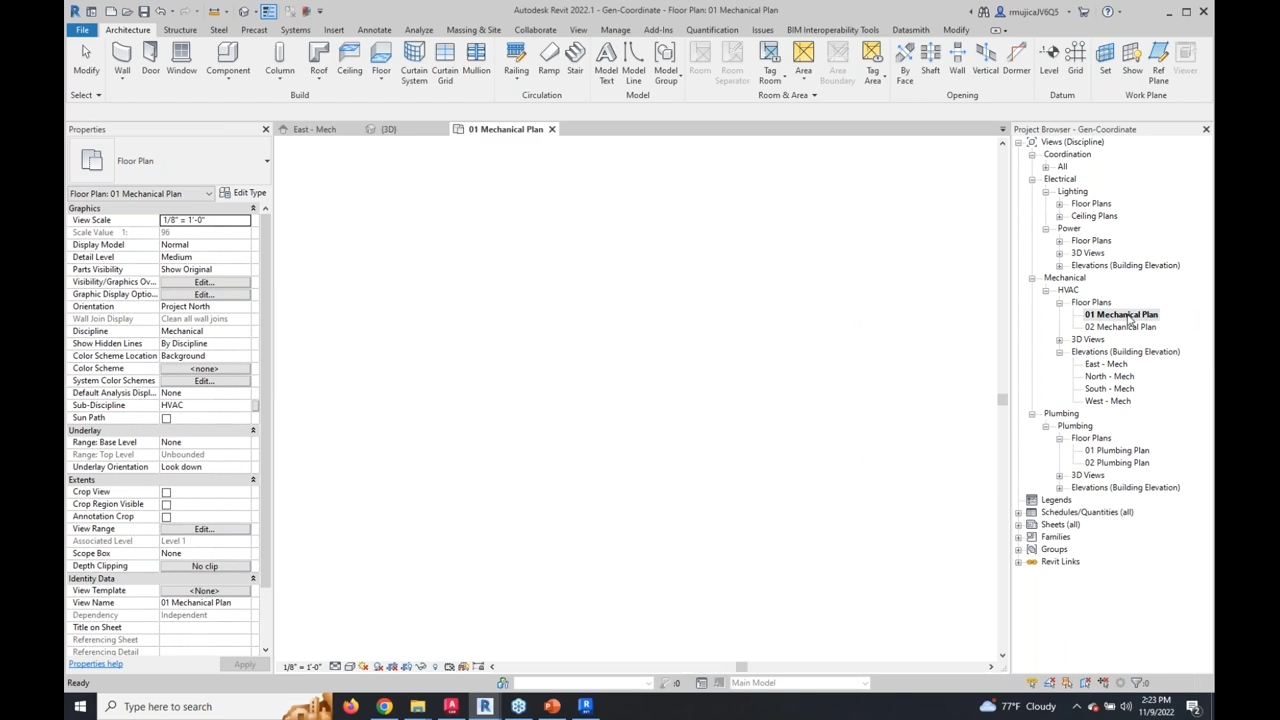 Autodesk Revit 2022.1 - Gen-Coordinate - Floor Plan: 01 Mechanical Plan
rmujicaJV6Q5
File Architecture Structure Steel Precast Systems Insert Annotate Analyze Massing & Site Collaborate View Manage Add-Ins Quantification Issues BIM Interoperability Tools Datasmith Modify
Modify Wall Door Window Component Column Roof Ceiling Floor Curtain System Curtain Grid Mullion Railing Ramp Stair Model Text Model Line Model Group Room Room Separator Tag Room Area Area Boundary Tag Area By Face Shaft Wall Vertical Dormer Level Grid Set Show Ref Plane Viewer
Select Build Circulation Model Room & Area Opening Datum Work Plane
Properties
Floor Plan
Floor Plan: 01 Mechanical Plan Edit Type
Graphics
View Scale 1/8" = 1'-0"
Scale Value 1: 96
Display Model Normal
Detail Level Medium
Parts Visibility Show Original
Visibility/Graphics Ov... Edit...
Graphic Display Optio... Edit...
Orientation Project North
Wall Join Display Clean all wall joins
Discipline Mechanical
Show Hidden Lines By Discipline
Color Scheme Location Background
Color Scheme <none>
System Color Schemes Edit...
Default Analysis Displ... None
Sub-Discipline HVAC
Sun Path
Underlay
Range: Base Level None
Range: Top Level Unbounded
Underlay Orientation Look down
Extents
Crop View
Crop Region Visible
Annotation Crop
View Range Edit...
Associated Level Level 1
Scope Box None
Depth Clipping No clip
Identity Data
View Template <None>
View Name 01 Mechanical Plan
Dependency Independent
Title on Sheet
Referencing Sheet
Referencing Detail
Properties help Apply
East - Mech {3D} 01 Mechanical Plan
1/8" = 1'-0"
Project Browser - Gen-Coordinate
Views (Discipline)
Coordination
All
Electrical
Lighting
Floor Plans
Ceiling Plans
Power
Floor Plans
3D Views
Elevations (Building Elevation)
Mechanical
HVAC
Floor Plans
01 Mechanical Plan
02 Mechanical Plan
3D Views
Elevations (Building Elevation)
East - Mech
North - Mech
South - Mech
West - Mech
Plumbing
Plumbing
Floor Plans
01 Plumbing Plan
02 Plumbing Plan
3D Views
Elevations (Building Elevation)
Legends
Schedules/Quantities (all)
Sheets (all)
Families
Groups
Revit Links
Ready :0 Main Model :0
Type here to search
77°F Cloudy
2:23 PM
11/9/2022
2